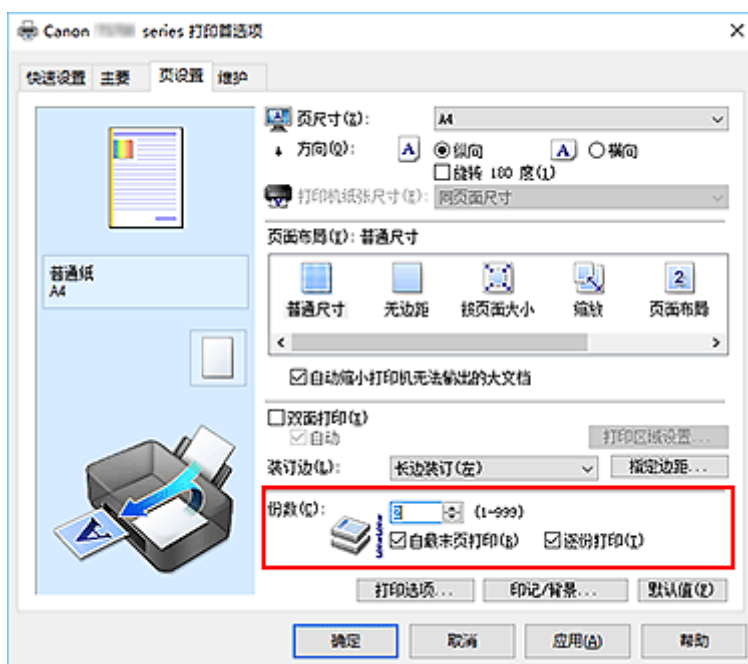 Canon series 打印首选项
快速设置 主要 页设置 维护
页尺寸(Z): A4
方向(O): A 纵向 A 横向
旋转 180 度(1)
打印机纸张尺寸(E): 同页面尺寸
页面布局(Y): 普通尺寸
普通尺寸 无边距 按页面大小 缩放 页面布局
自动缩小打印机无法输出的大文档
双面打印(X)
自动 打印区域设置...
装订边(L): 长边装订(左) 指定边距...
份数(C): (1-999)
自最末页打印(B) 逐份打印(T)
打印选项... 印记/背景... 默认值(Z)
确定 取消 应用(A) 帮助
普通纸
A4